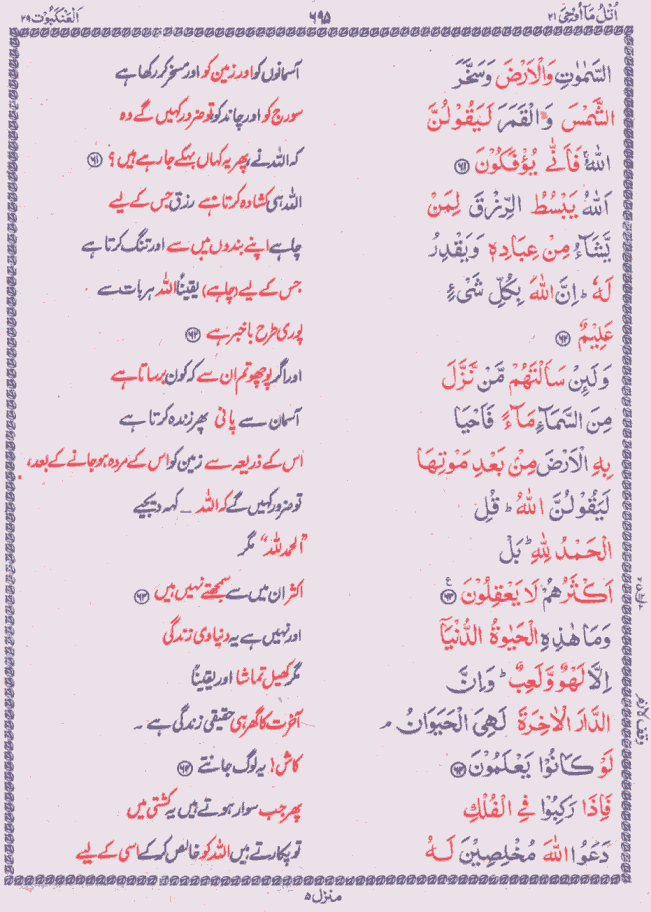 اُتْلُ مَآ اُوْحِیَ ۲۱
۶۹۵
اَلْعَنْکَبُوْت ۲۹
السَّمٰوٰتِ وَالْاَرْضَ وَسَخَّرَ
آسمانوں کو اور زمین کو اور مسخر کر رکھا ہے
الشَّمْسَ وَالْقَمَرَ لَیَقُوْلُنَّ
سورج کو اور چاند کو تو ضرور کہیں گے وہ
اللّٰهُ ۚ فَاَنّٰی یُؤْفَکُوْنَ ﴿۶۱﴾
کہ اللہ نے پھر یہ کہاں بہکے جا رہے ہیں؟ ﴿۶۱﴾
اَللّٰهُ یَبْسُطُ الرِّزْقَ لِمَنْ
اللہ ہی کشادہ کرتا ہے رزق جس کے لیے
یَّشَآءُ مِنْ عِبَادِهٖ وَیَقْدِرُ
چاہے اپنے بندوں میں سے اور تنگ کرتا ہے
لَهٗ ؕ اِنَّ اللّٰهَ بِکُلِّ شَیْءٍ
جس کے لیے (چاہے) یقیناً اللہ ہر بات سے
عَلِیْمٌ ﴿۶۲﴾
پوری طرح باخبر ہے ﴿۶۲﴾
وَلَئِنْ سَاَلْتَهُمْ مَّنْ نَّزَّلَ
اور اگر پوچھو تم ان سے کہ کون برساتا ہے
مِنَ السَّمَآءِ مَآءً فَاَحْیَا
آسمان سے پانی پھر زندہ کرتا ہے
بِهِ الْاَرْضَ مِنْۢ بَعْدِ مَوْتِهَا
اس کے ذریعہ سے زمین کو اس کے مردہ ہو جانے کے بعد،
لَیَقُوْلُنَّ اللّٰهُ ؕ قُلِ
تو ضرور کہیں گے کہ اللہ ـ کہہ دیجیے
الْحَمْدُ لِلّٰهِ ؕ بَلْ
"الحمد للہ" مگر
اَکْثَرُهُمْ لَا یَعْقِلُوْنَ ﴿۶۳﴾
اکثر ان میں سے سمجھتے نہیں ہیں ﴿۶۳﴾
وَمَا هٰذِهِ الْحَیٰوةُ الدُّنْیَآ
اور نہیں ہے یہ دنیاوی زندگی
اِلَّا لَهْوٌ وَّلَعِبٌ ؕ وَاِنَّ
مگر کھیل تماشا اور یقیناً
الدَّارَ الْاٰخِرَةَ لَهِیَ الْحَیَوَانُ ۘ
آخرت کا گھر ہی حقیقی زندگی ہے ـ
وقف لازم
لَوْ کَانُوْا یَعْلَمُوْنَ ﴿۶۴﴾
کاش! یہ لوگ جانتے ﴿۶۴﴾
فَاِذَا رَکِبُوْا فِی الْفُلْكِ
پھر جب سوار ہوتے ہیں یہ کشتی میں
دَعَوُا اللّٰهَ مُخْلِصِیْنَ لَهُ
تو پکارتے ہیں اللہ کو خالص کر کے اسی کے لیے
منزل ۵